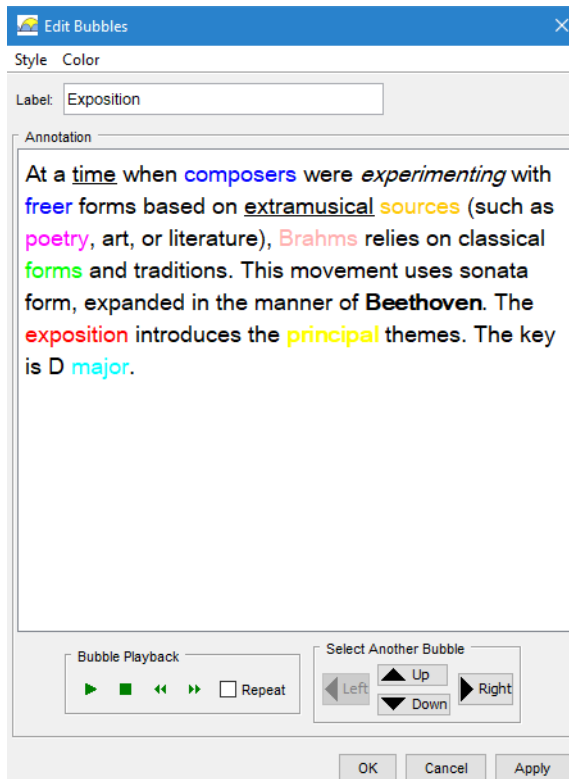 Edit Bubbles
Style Color
Label: Exposition
Annotation
At a time when composers were experimenting with
freer forms based on extramusical sources (such as
poetry, art, or literature), Brahms relies on classical
forms and traditions. This movement uses sonata
form, expanded in the manner of Beethoven. The
exposition introduces the principal themes. The key
is D major.
Bubble Playback
Repeat
Select Another Bubble
Left
Up
Down
Right
OK Cancel Apply